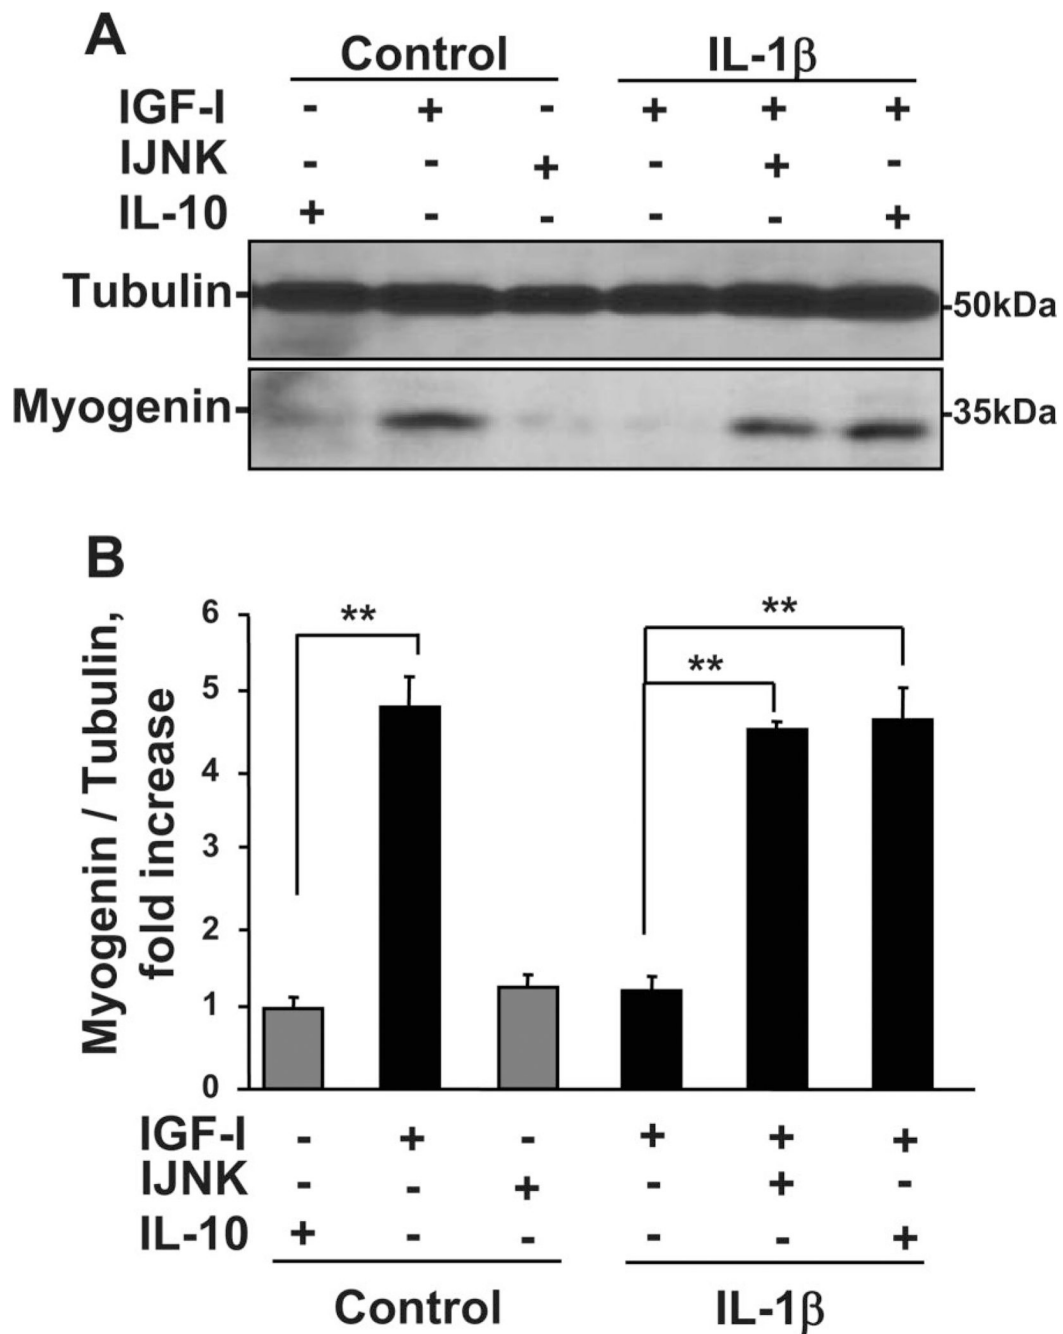 A
Control IL-1β
IGF-I - + - + + +
IJNK - - + - + -
IL-10 + - - - - +
Tubulin- -50kDa
Myogenin- -35kDa
B
Myogenin / Tubulin,
fold increase
6
5
4
3
2
1
0
**
**
**
IGF-I - + - + + +
IJNK - - + - + -
IL-10 + - - - - +
Control IL-1β